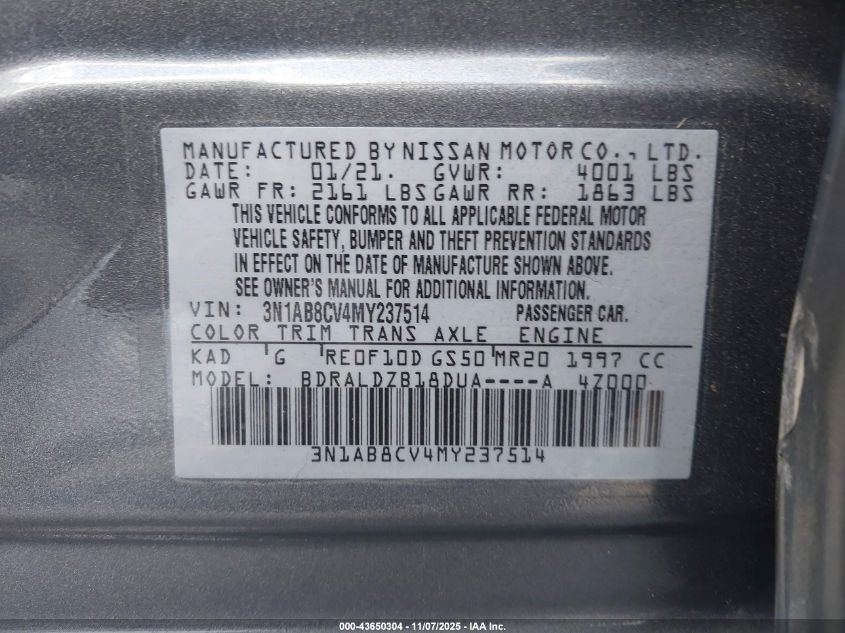 MANUFACTURED BY NISSAN MOTOR CO., LTD.
DATE: 01/21. GVWR: 4001 LBS
GAWR FR: 2161 LBS GAWR RR: 1863 LBS
THIS VEHICLE CONFORMS TO ALL APPLICABLE FEDERAL MOTOR
VEHICLE SAFETY, BUMPER AND THEFT PREVENTION STANDARDS
IN EFFECT ON THE DATE OF MANUFACTURE SHOWN ABOVE.
SEE OWNER'S MANUAL FOR ADDITIONAL INFORMATION.
VIN: 3N1AB8CV4MY237514 PASSENGER CAR.
COLOR TRIM TRANS AXLE ENGINE
KAD G RE0F10D GS50 MR20 1997 CC
MODEL: BDRALDZB18DUA----A 4Z000
3N1AB8CV4MY237514
000-43650304 - 11/07/2025 - IAA Inc.